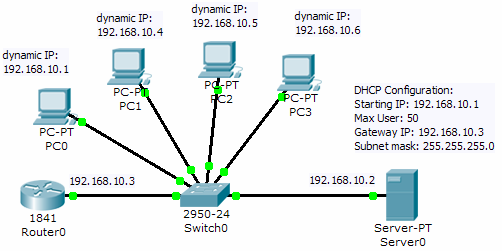 dynamic IP:
192.168.10.1
dynamic IP:
192.168.10.4
dynamic IP:
192.168.10.5
dynamic IP:
192.168.10.6
PC-PT
PC0
PC-PT
PC1
PC-PT
PC2
PC-PT
PC3
DHCP Configuration:
Starting IP: 192.168.10.1
Max User: 50
Gateway IP: 192.168.10.3
Subnet mask: 255.255.255.0
192.168.10.3
192.168.10.2
1841
Router0
2950-24
Switch0
Server-PT
Server0